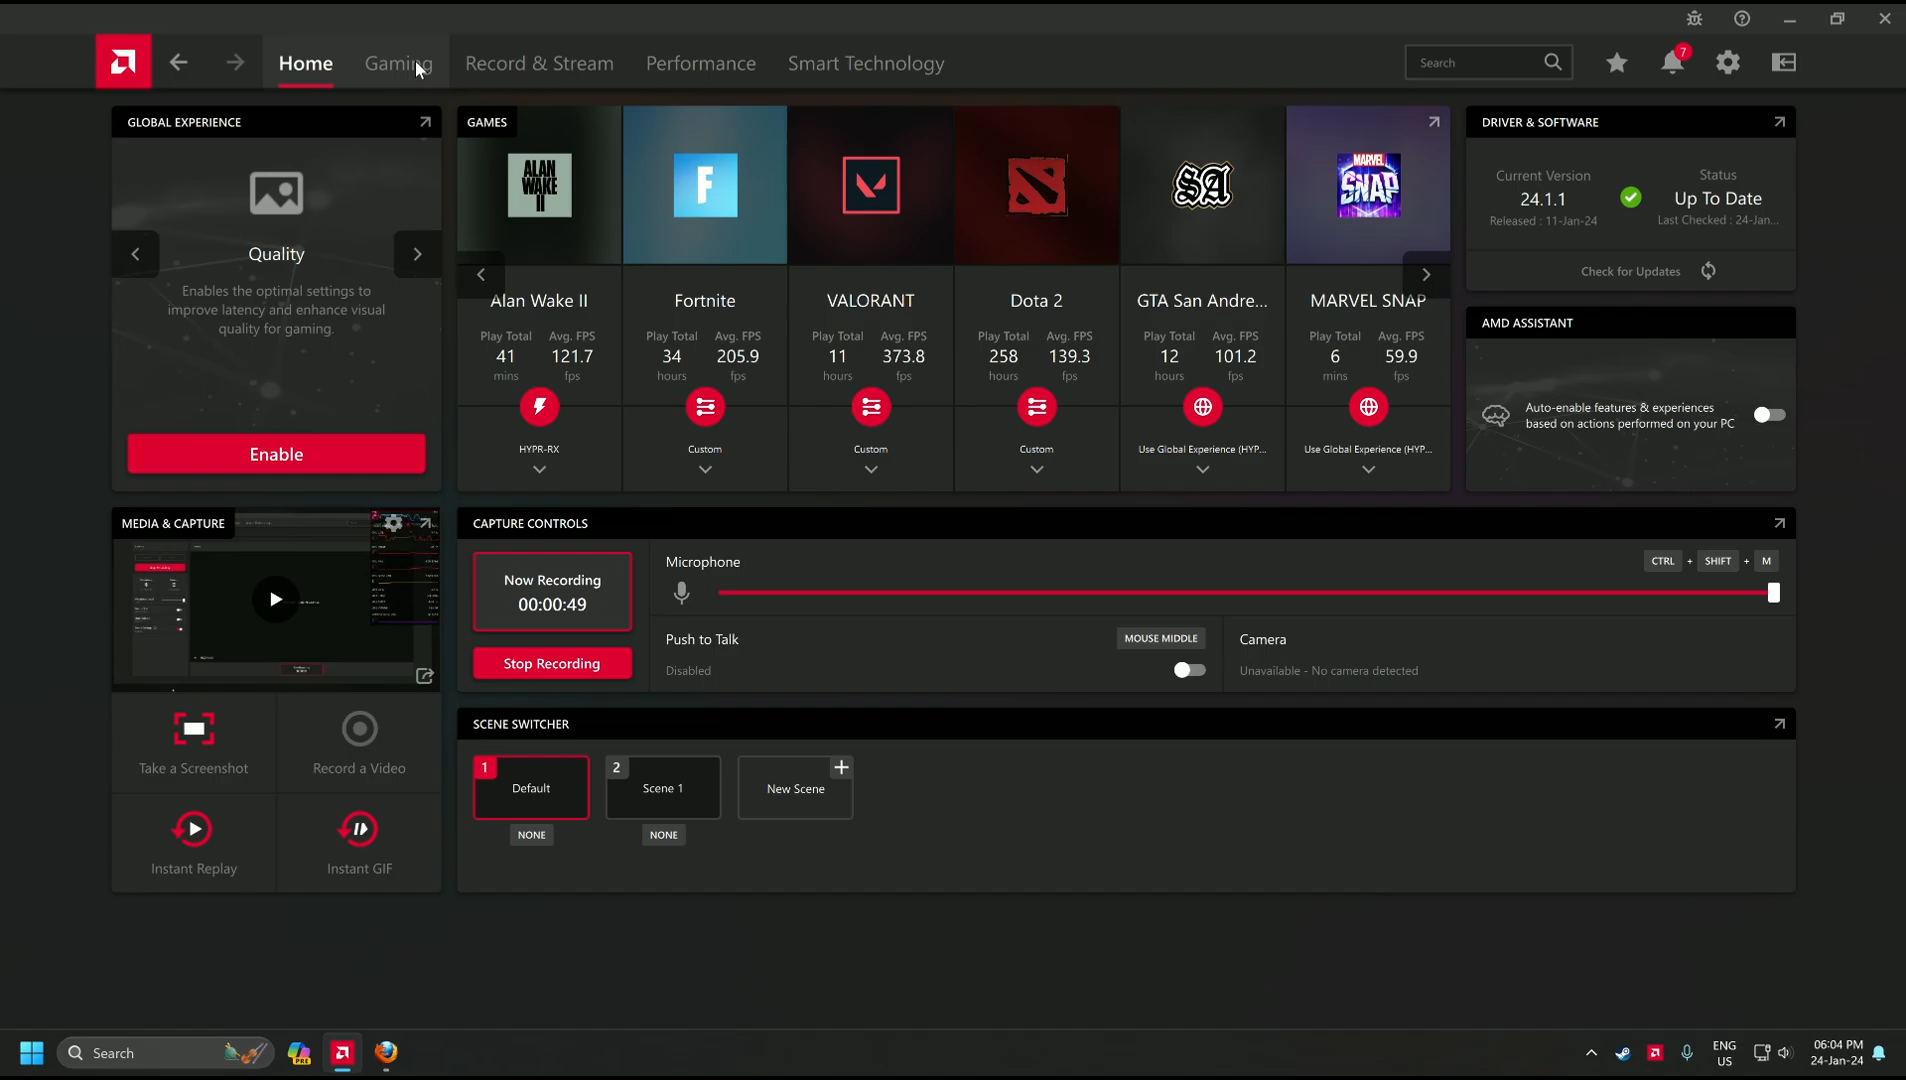 Home
Gaming
Record & Stream
Performance
Smart Technology
Search
7
GLOBAL EXPERIENCE
Quality
Enables the optimal settings to
improve latency and enhance visual
quality for gaming.
Enable
GAMES
ALAN
WAKE
II
F
SA
MARVEL
SNAP
Alan Wake II
Fortnite
VALORANT
Dota 2
GTA San Andre...
MARVEL SNAP
Play Total Avg. FPS
41 121.7
mins fps
Play Total Avg. FPS
34 205.9
hours fps
Play Total Avg. FPS
11 373.8
hours fps
Play Total Avg. FPS
258 139.3
hours fps
Play Total Avg. FPS
12 101.2
hours fps
Play Total Avg. FPS
6 59.9
mins fps
HYPR-RX
Custom
Custom
Custom
Use Global Experience (HYP...
Use Global Experience (HYP...
DRIVER & SOFTWARE
Current Version
24.1.1
Released : 11-Jan-24
Status
Up To Date
Last Checked : 24-Jan...
Check for Updates
AMD ASSISTANT
Auto-enable features & experiences
based on actions performed on your PC
MEDIA & CAPTURE
Take a Screenshot
Record a Video
Instant Replay
Instant GIF
CAPTURE CONTROLS
Now Recording
00:00:49
Stop Recording
Microphone
CTRL + SHIFT + M
Push to Talk
MOUSE MIDDLE
Disabled
Camera
Unavailable - No camera detected
SCENE SWITCHER
1
Default
NONE
2
Scene 1
NONE
New Scene
Search
PRE
ENG
US
06:04 PM
24-Jan-24